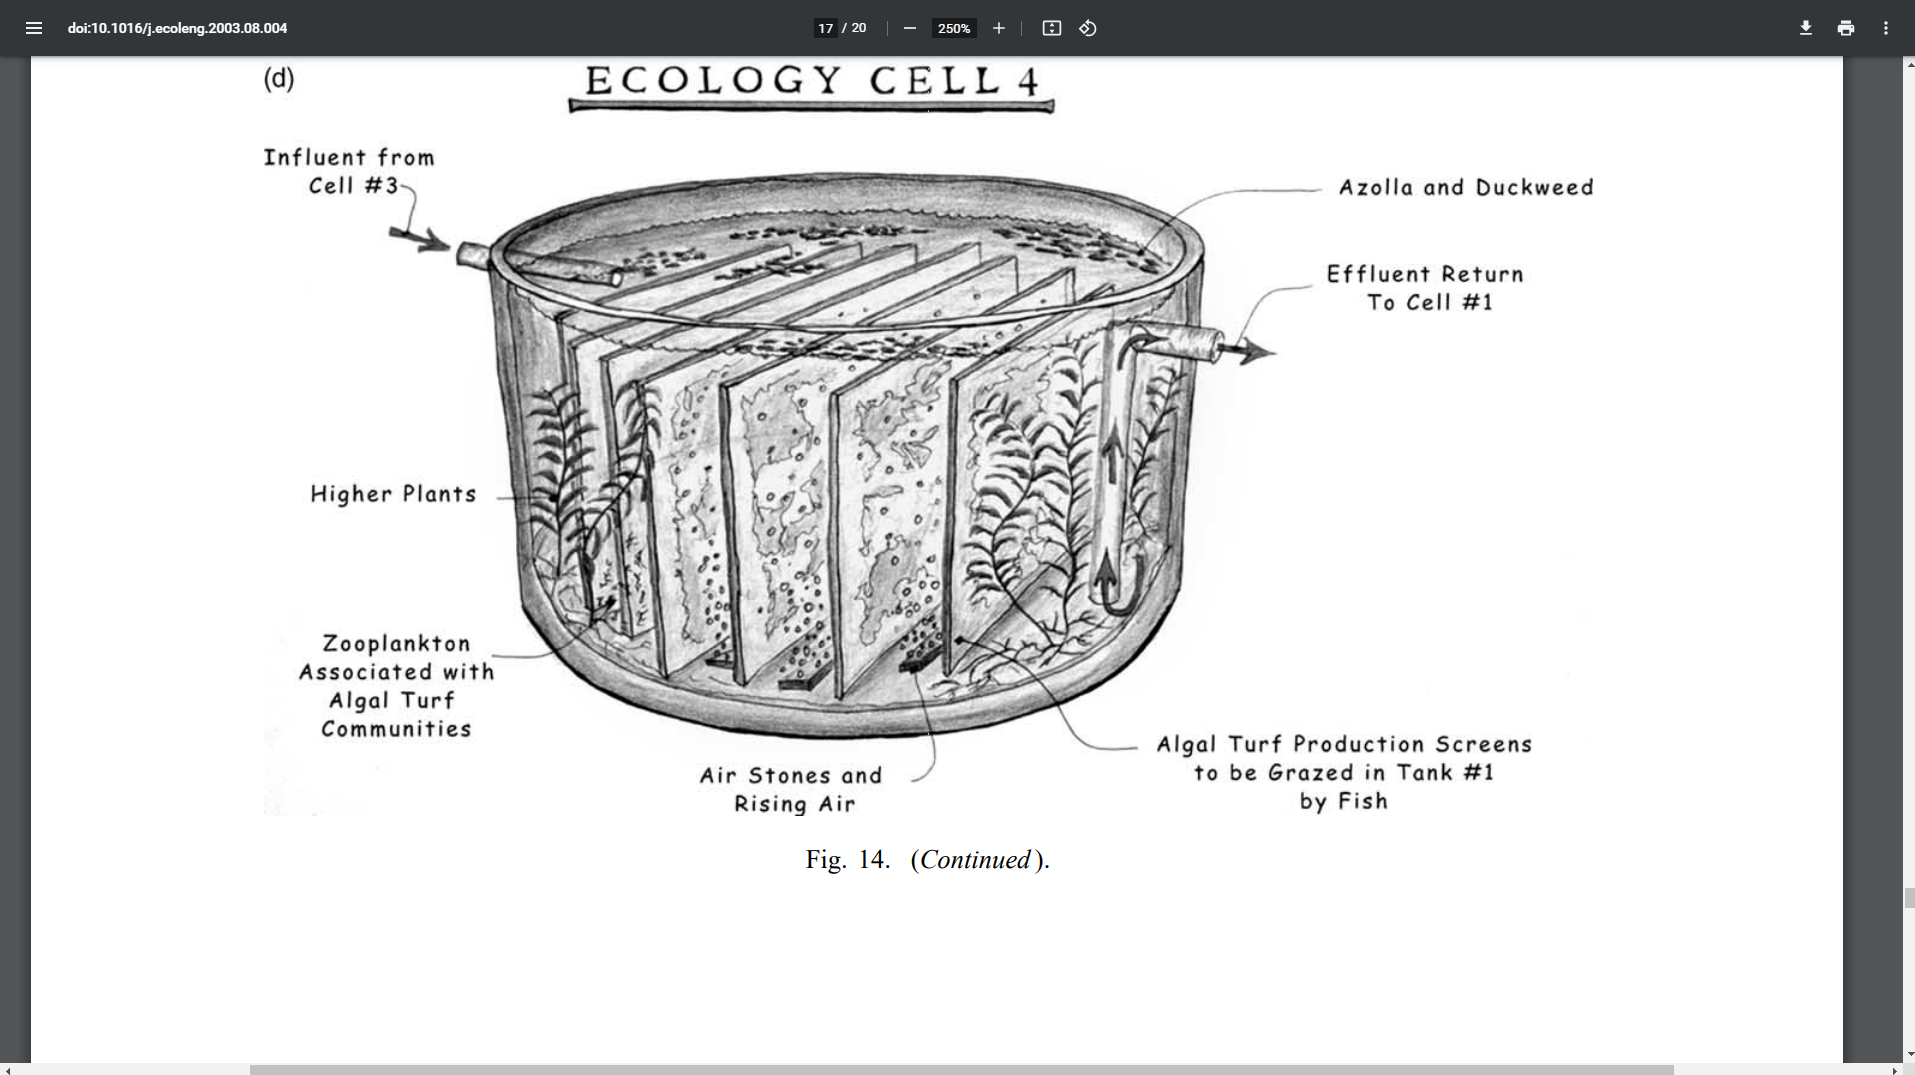 doi:10.1016/j.ecoleng.2003.08.004
17 / 20
250%
(d)
ECOLOGY CELL 4
Influent from
Cell #3
Azolla and Duckweed
Effluent Return
To Cell #1
Higher Plants
Zooplankton
Associated with
Algal Turf
Communities
Air Stones and
Rising Air
Algal Turf Production Screens
to be Grazed in Tank #1
by Fish
Fig. 14. (Continued).